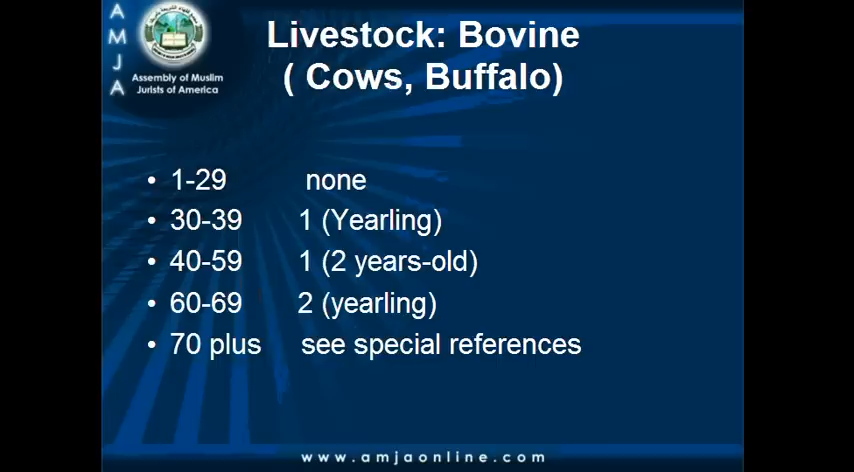 A
M
J
A
Assembly of Muslim
Jurists of America
Livestock: Bovine
( Cows, Buffalo)
• 1-29 none
• 30-39 1 (Yearling)
• 40-59 1 (2 years-old)
• 60-69 2 (yearling)
• 70 plus see special references
www.amjaonline.com